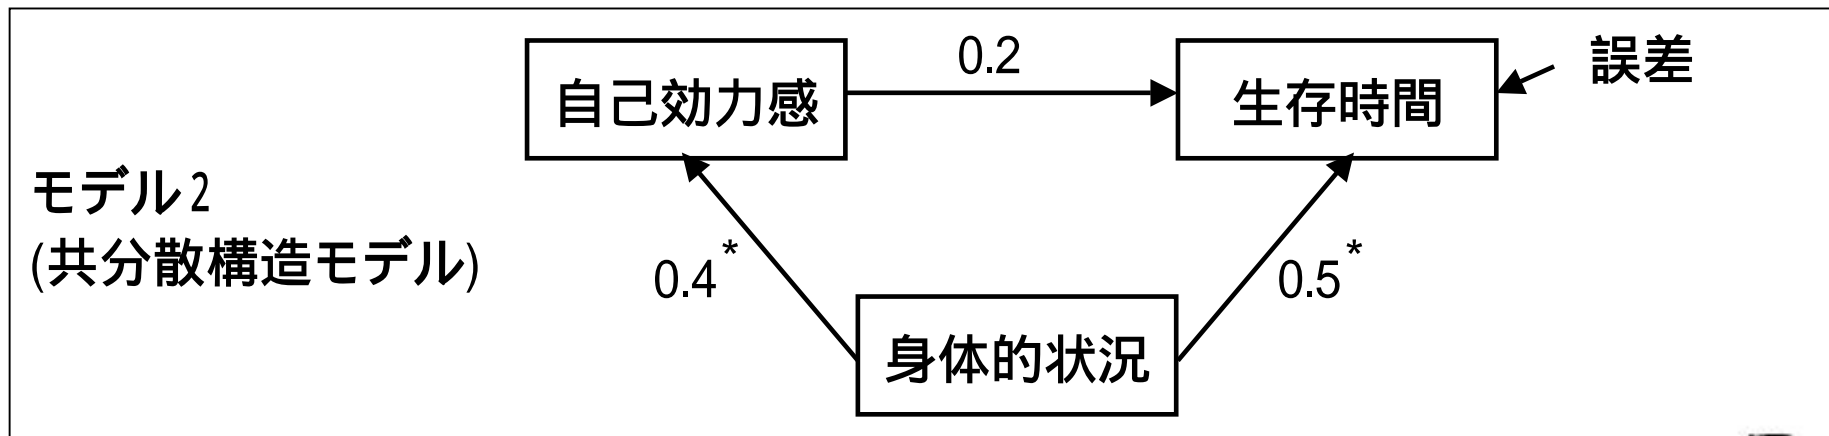 自己効力感
0.2
生存時間
誤差
モデル2
(共分散構造モデル)
0.4*
0.5*
身体的状況